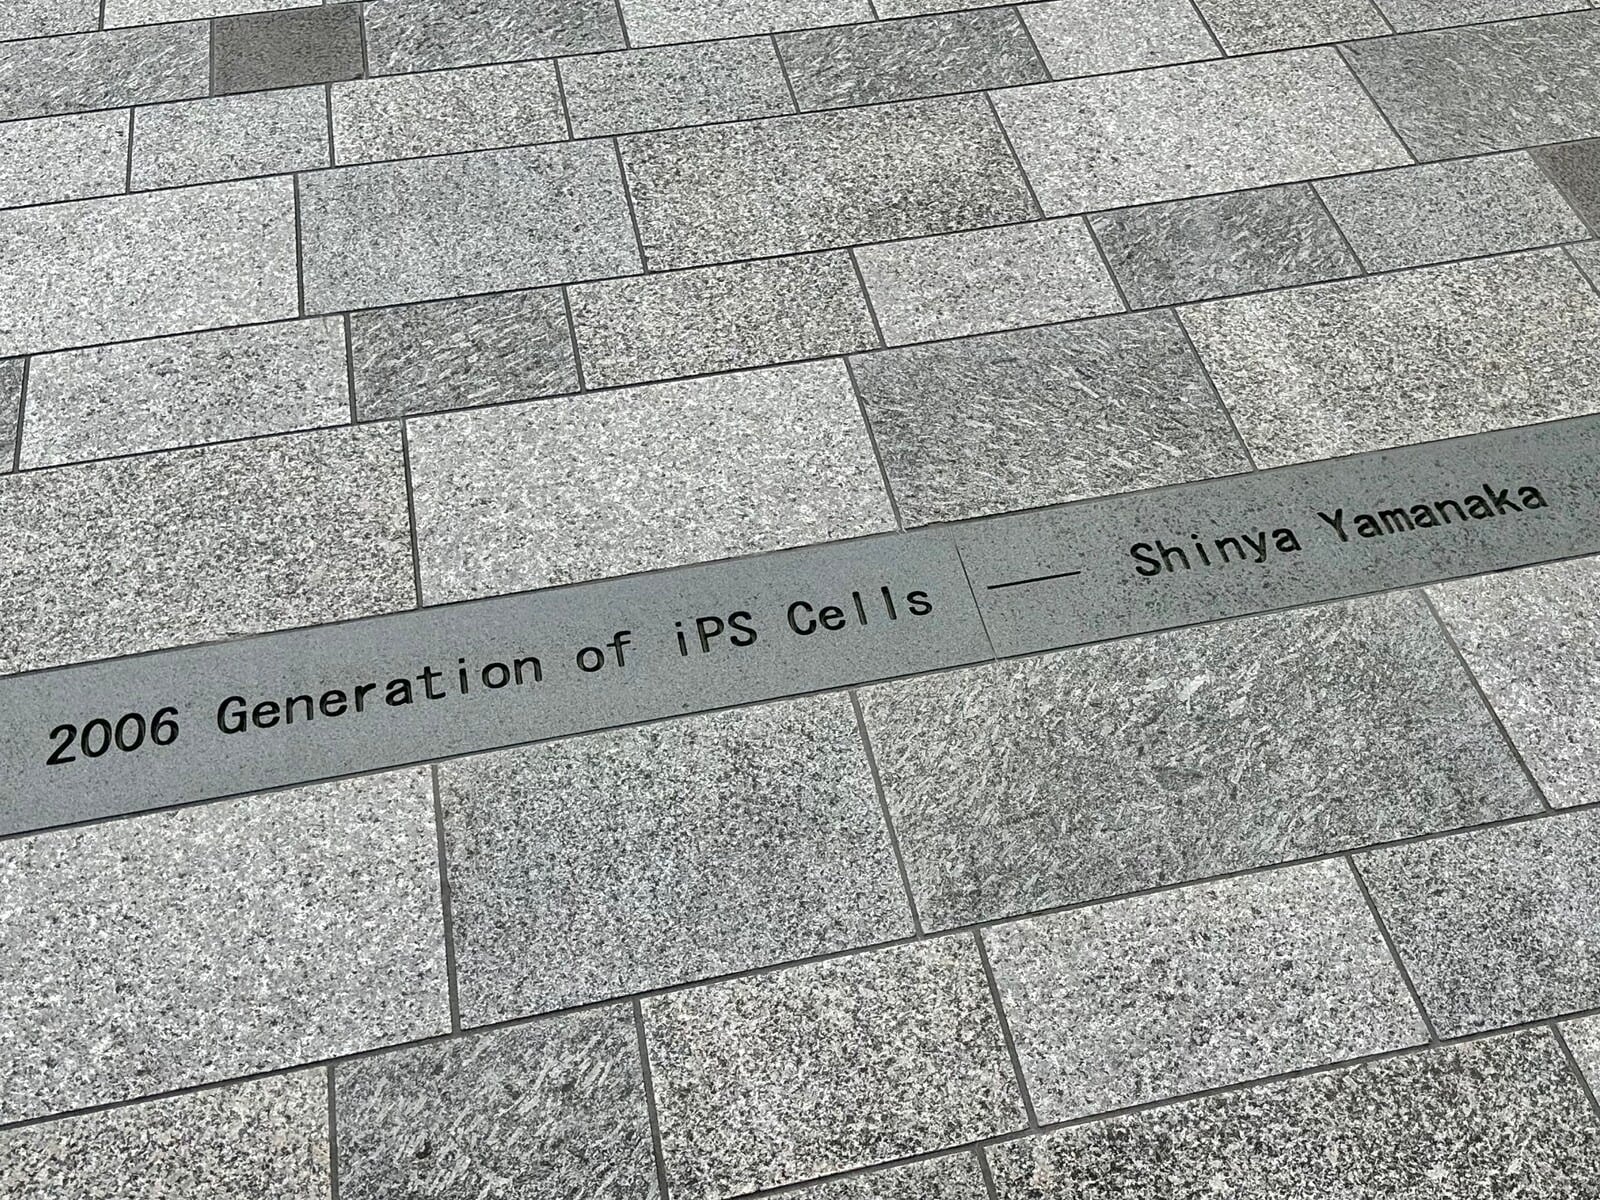 2006 Generation of iPS Cells — Shinya Yamanaka